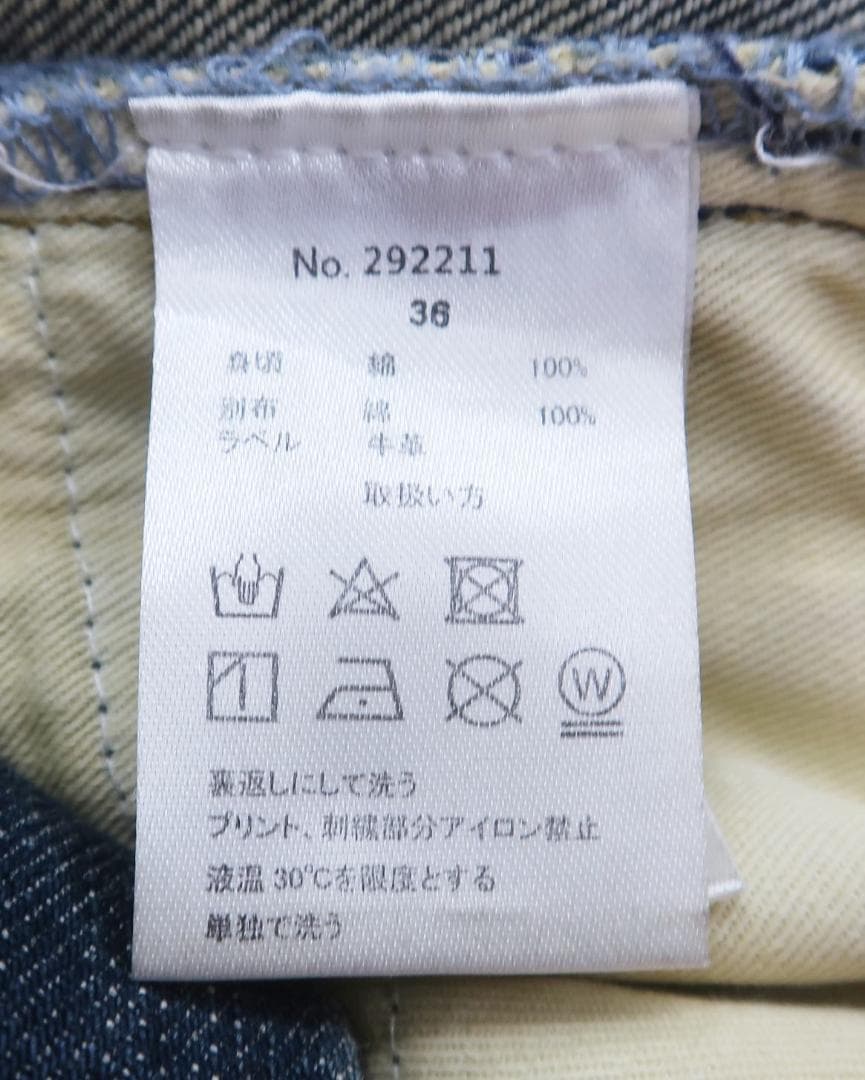 No. 292211
36
身頃 綿 100%
別布 綿 100%
ラベル 牛革
取扱い方
W
裏返しにして洗う
プリント、刺繍部分アイロン禁止
液温 30℃を限度とする
単独で洗う